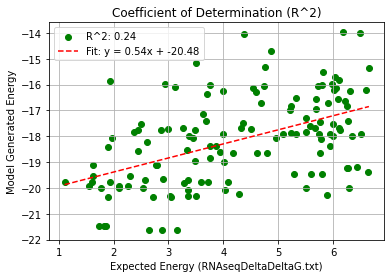 Coefficient of Determination (R^2)
R^2: 0.24
Fit: y = 0.54x + -20.48
Model Generated Energy
−14
−15
−16
−17
−18
−19
−20
−21
−22
1 2 3 4 5 6
Expected Energy (RNAseqDeltaDeltaG.txt)